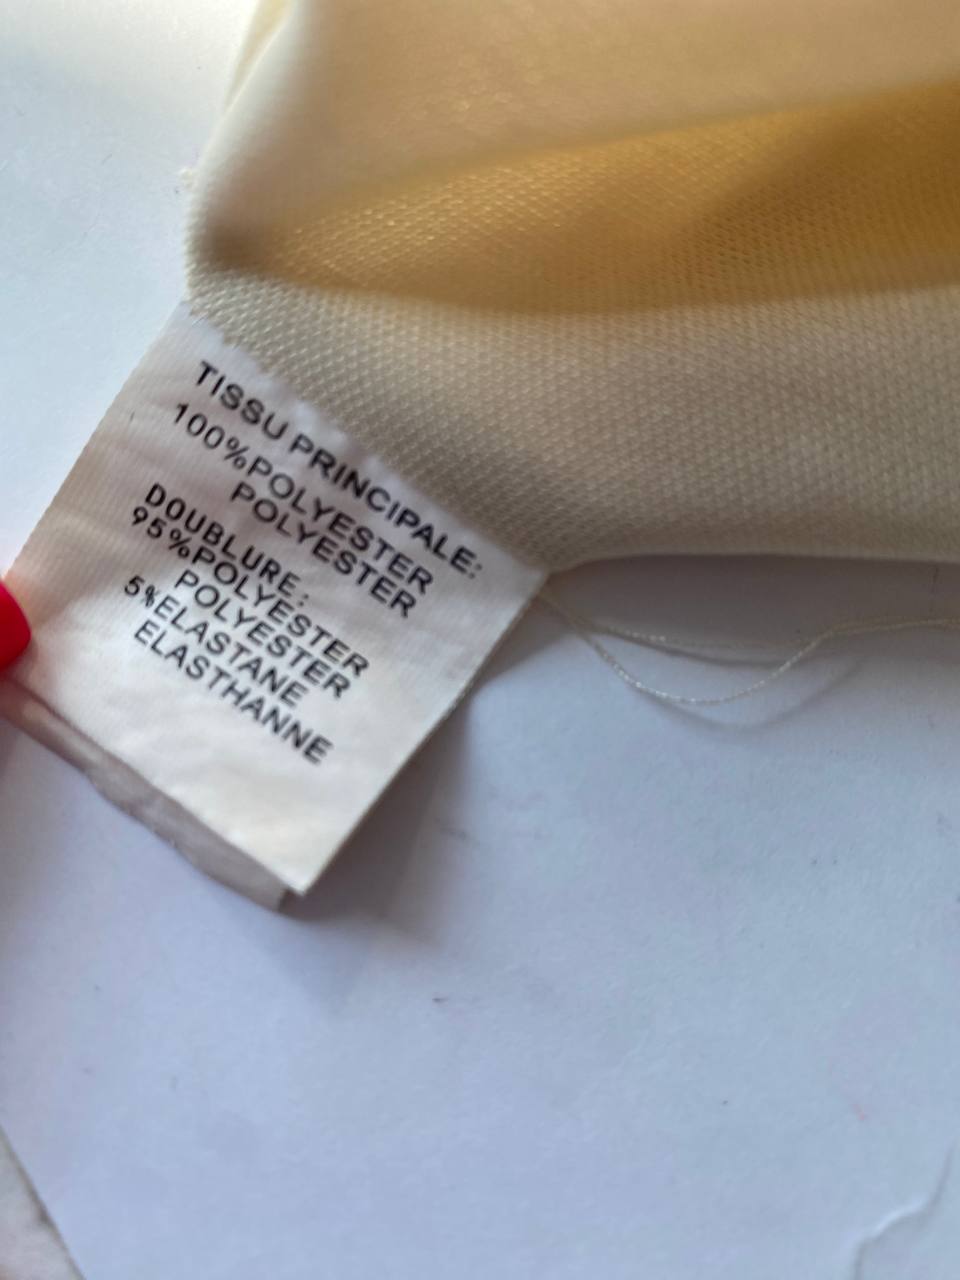 TISSU PRINCIPALE:
100%POLYESTER
POLYESTER
DOUBLURE:
95%POLYESTER
POLYESTER
5%ELASTANE
ELASTHANNE